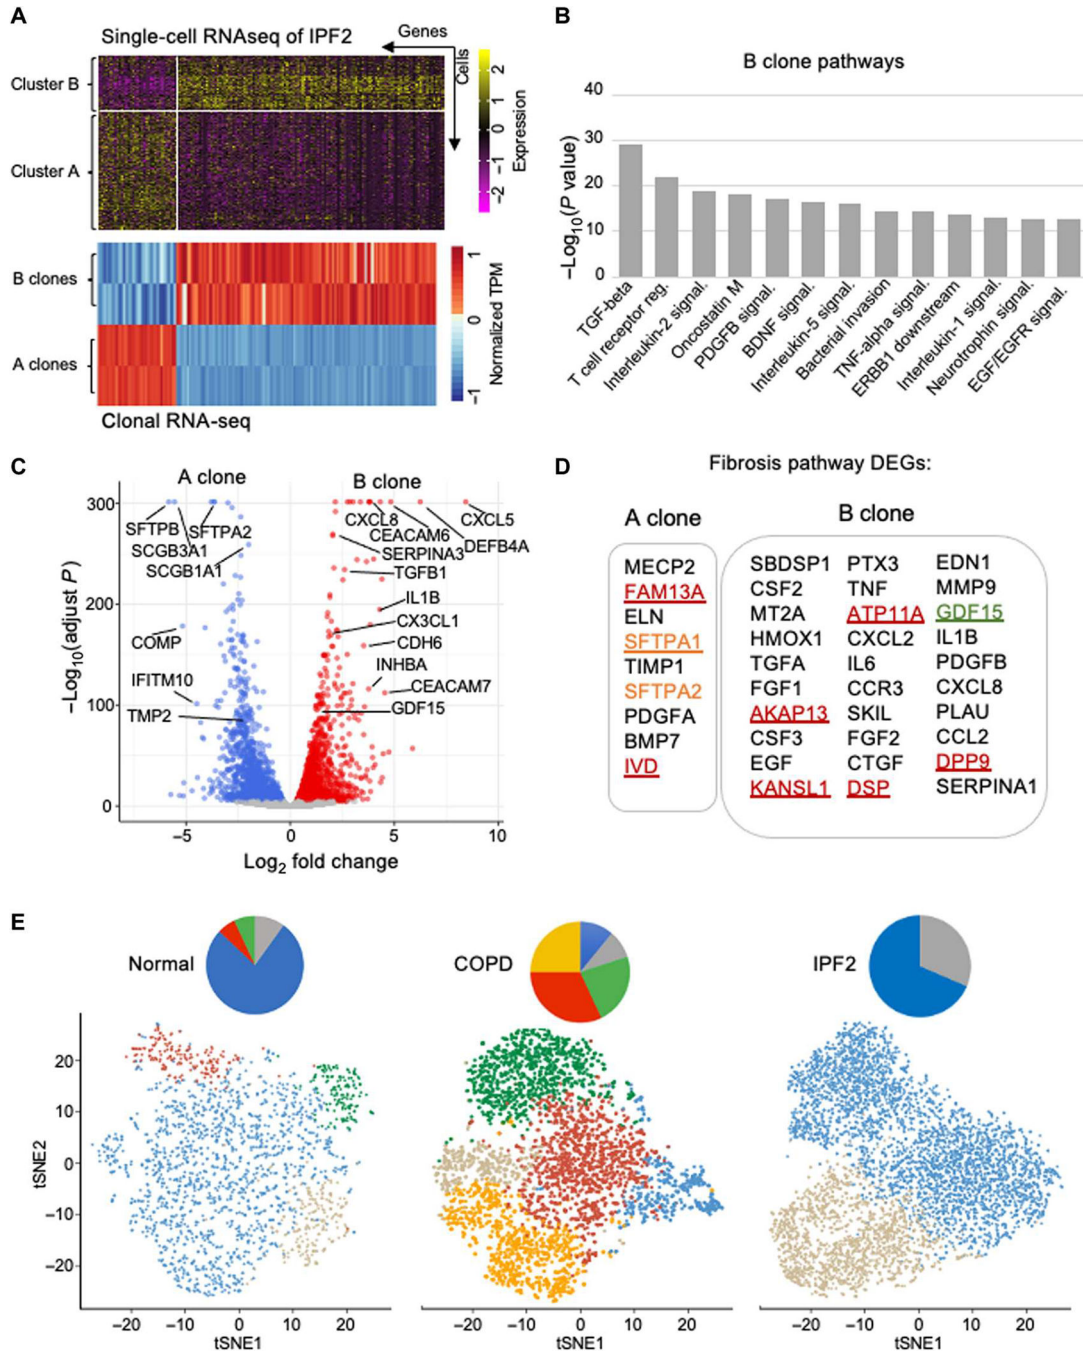 A
Single-cell RNAseq of IPF2
Genes
Cells
Cluster B
Cluster A
2
1
0
−1
−2
Expression
B clones
A clones
1
0
−1
Normalized TPM
Clonal RNA-seq
B
B clone pathways
40
30
20
10
0
−Log10(P value)
TGF-beta
T cell receptor reg.
Interleukin-2 signal.
Oncostatin M
PDGFB signal.
BDNF signal.
Interleukin-5 signal.
Bacterial invasion
TNF-alpha signal.
ERBB1 downstream
Interleukin-1 signal.
Neurotrophin signal.
EGF/EGFR signal.
C
A clone
B clone
300
200
100
0
−Log10(adjust P)
SFTPB
SFTPA2
SCGB3A1
SCGB1A1
COMP
IFITM10
TMP2
CXCL8
CXCL5
CEACAM6
DEFB4A
SERPINA3
TGFB1
IL1B
CX3CL1
CDH6
INHBA
CEACAM7
GDF15
−5
0
5
10
Log2 fold change
D
Fibrosis pathway DEGs:
A clone
MECP2
FAM13A
ELN
SFTPA1
TIMP1
SFTPA2
PDGFA
BMP7
IVD
B clone
SBDSP1 PTX3 EDN1
CSF2 TNF MMP9
MT2A ATP11A GDF15
HMOX1 CXCL2 IL1B
TGFA IL6 PDGFB
FGF1 CCR3 CXCL8
AKAP13 SKIL PLAU
CSF3 FGF2 CCL2
EGF CTGF DPP9
KANSL1 DSP SERPINA1
E
Normal
COPD
IPF2
20
10
0
−10
−20
tSNE2
−20 −10 0 10 20
tSNE1
−20 −10 0 10 20
tSNE1
−20 −10 0 10 20
tSNE1